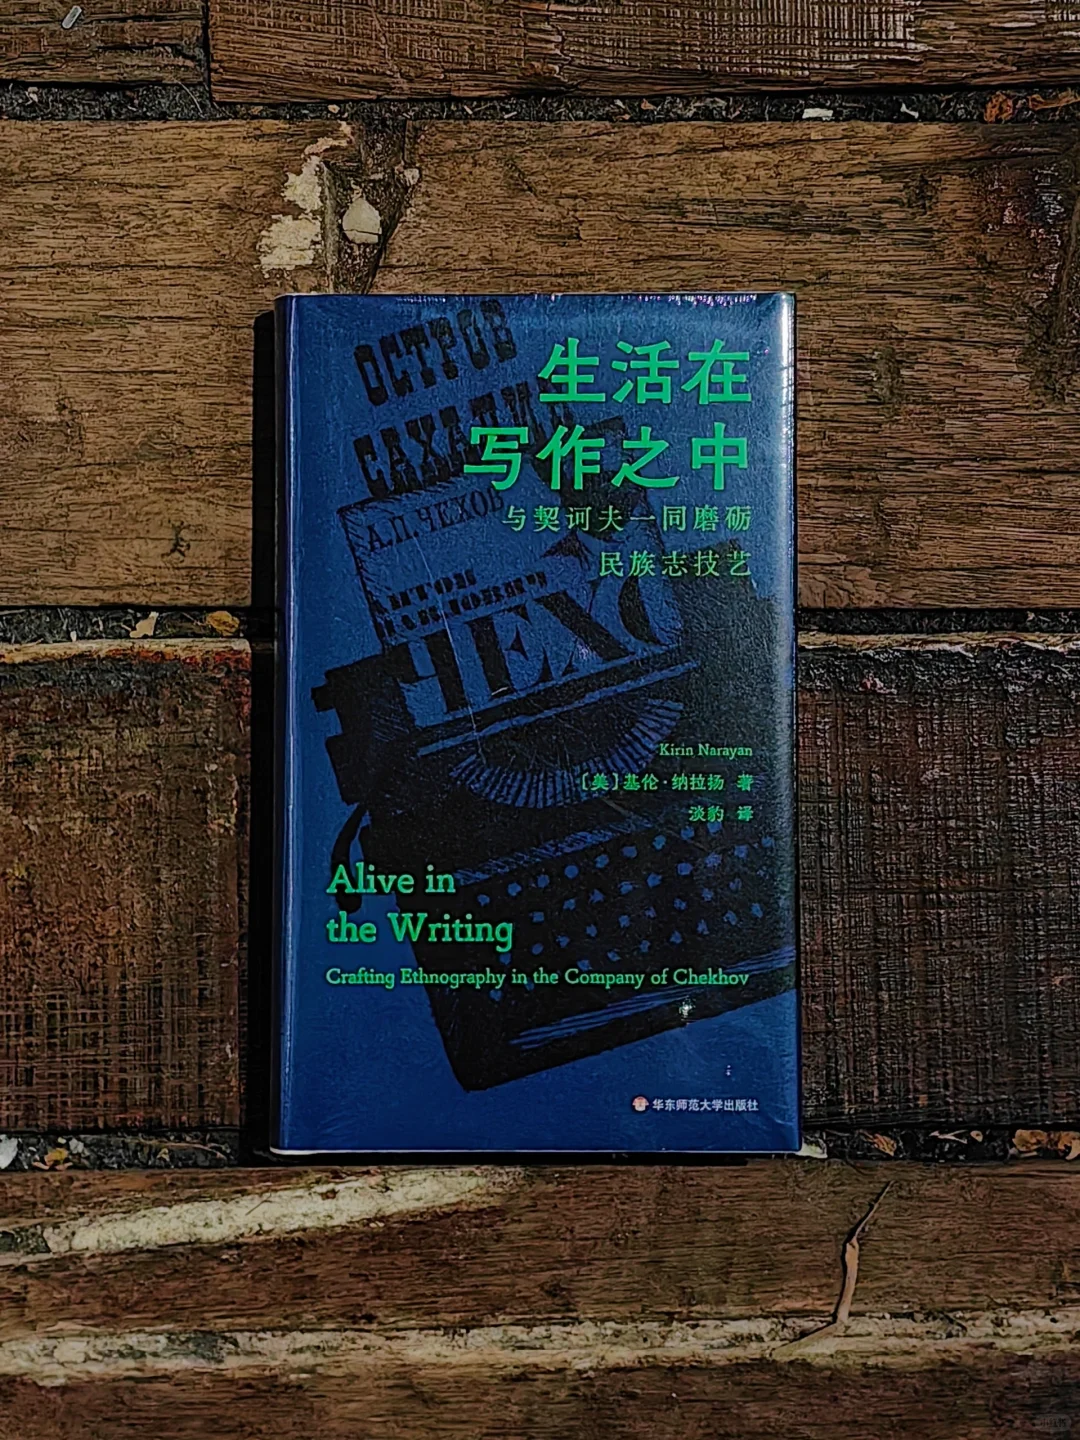 ОСТРОВ
САХАЛИН
生活在
写作之中
А.П.ЧЕХОВ
与契诃夫一同磨砺
民族志技艺
ЧЕХО
Kirin Narayan
［美］基伦·纳拉扬 著
淡豹 译
Alive in
the Writing
Crafting Ethnography in the Company of Chekhov
华东师范大学出版社